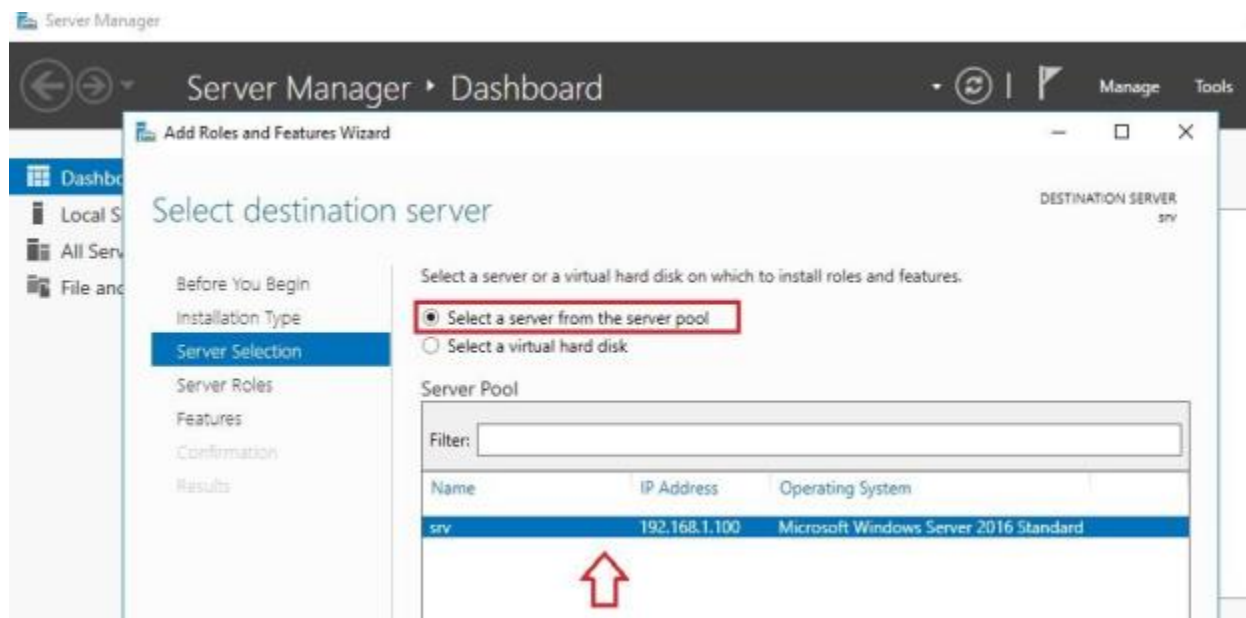 Server Manager
Server Manager ‣ Dashboard
Manage Tools
Add Roles and Features Wizard
Dashbo
Local S
All Serv
File and
Select destination server
DESTINATION SERVER
srv
Before You Begin
Installation Type
Server Selection
Server Roles
Features
Confirmation
Results
Select a server or a virtual hard disk on which to install roles and features.
Select a server from the server pool
Select a virtual hard disk
Server Pool
Filter:
Name IP Address Operating System
srv 192.168.1.100 Microsoft Windows Server 2016 Standard